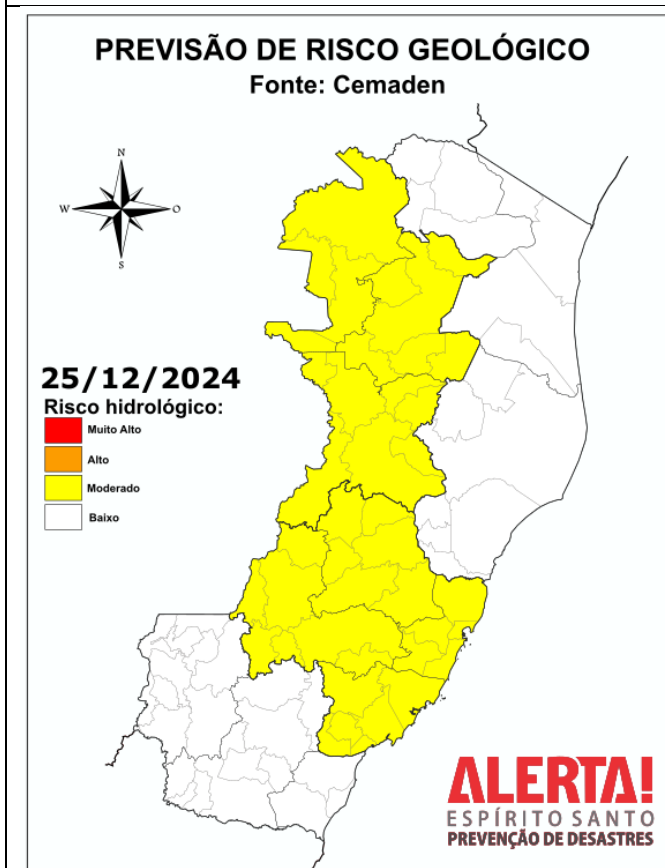 PREVISÃO DE RISCO GEOLÓGICO
Fonte: Cemaden
N
W
O
S
25/12/2024
Risco hidrológico:
Muito Alto
Alto
Moderado
Baixo
ALERTA!
ESPÍRITO SANTO
PREVENÇÃO DE DESASTRES